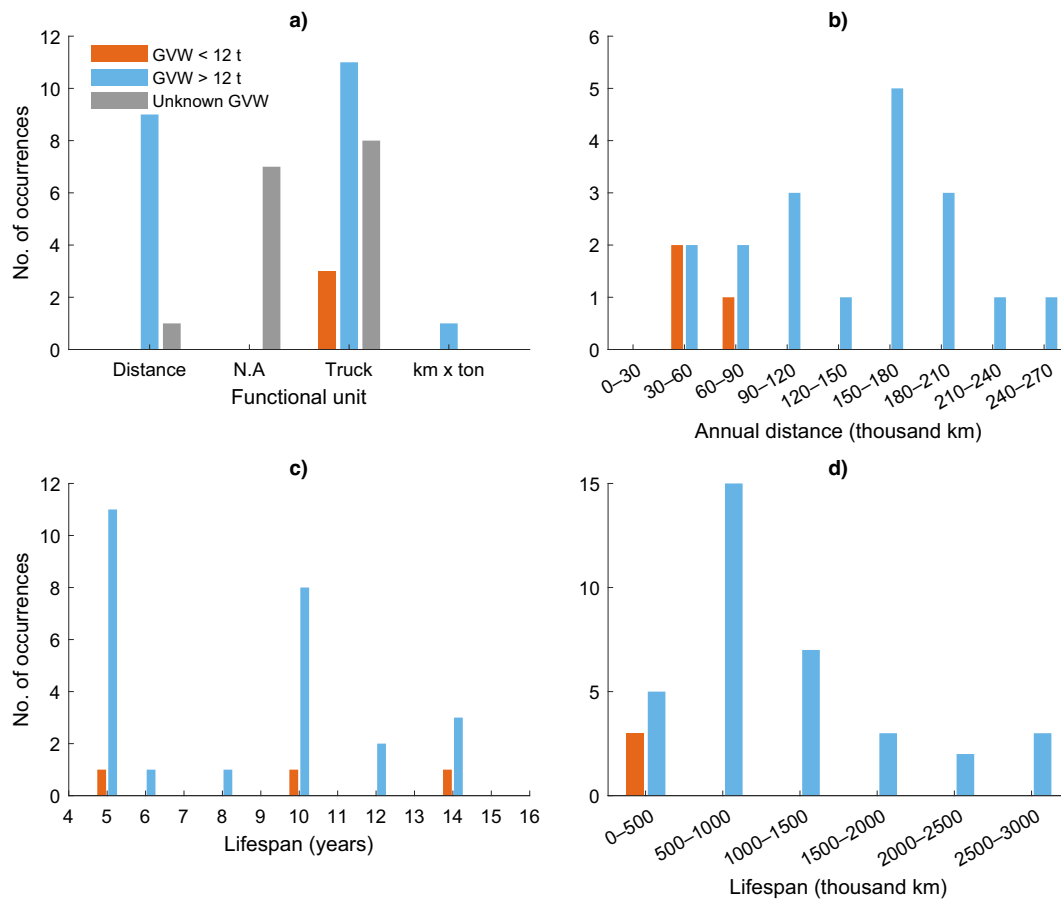 a)
12
10
8
6
4
2
0
No. of occurrences
GVW < 12 t
GVW > 12 t
Unknown GVW
Distance N.A Truck km x ton
Functional unit
b)
6
5
4
3
2
1
0
0–30 30–60 60–90 90–120 120–150 150–180 180–210 210–240 240–270
Annual distance (thousand km)
c)
12
10
8
6
4
2
0
No. of occurrences
4 5 6 7 8 9 10 11 12 13 14 15 16
Lifespan (years)
d)
15
10
5
0
0–500 500–1000 1000–1500 1500–2000 2000–2500 2500–3000
Lifespan (thousand km)